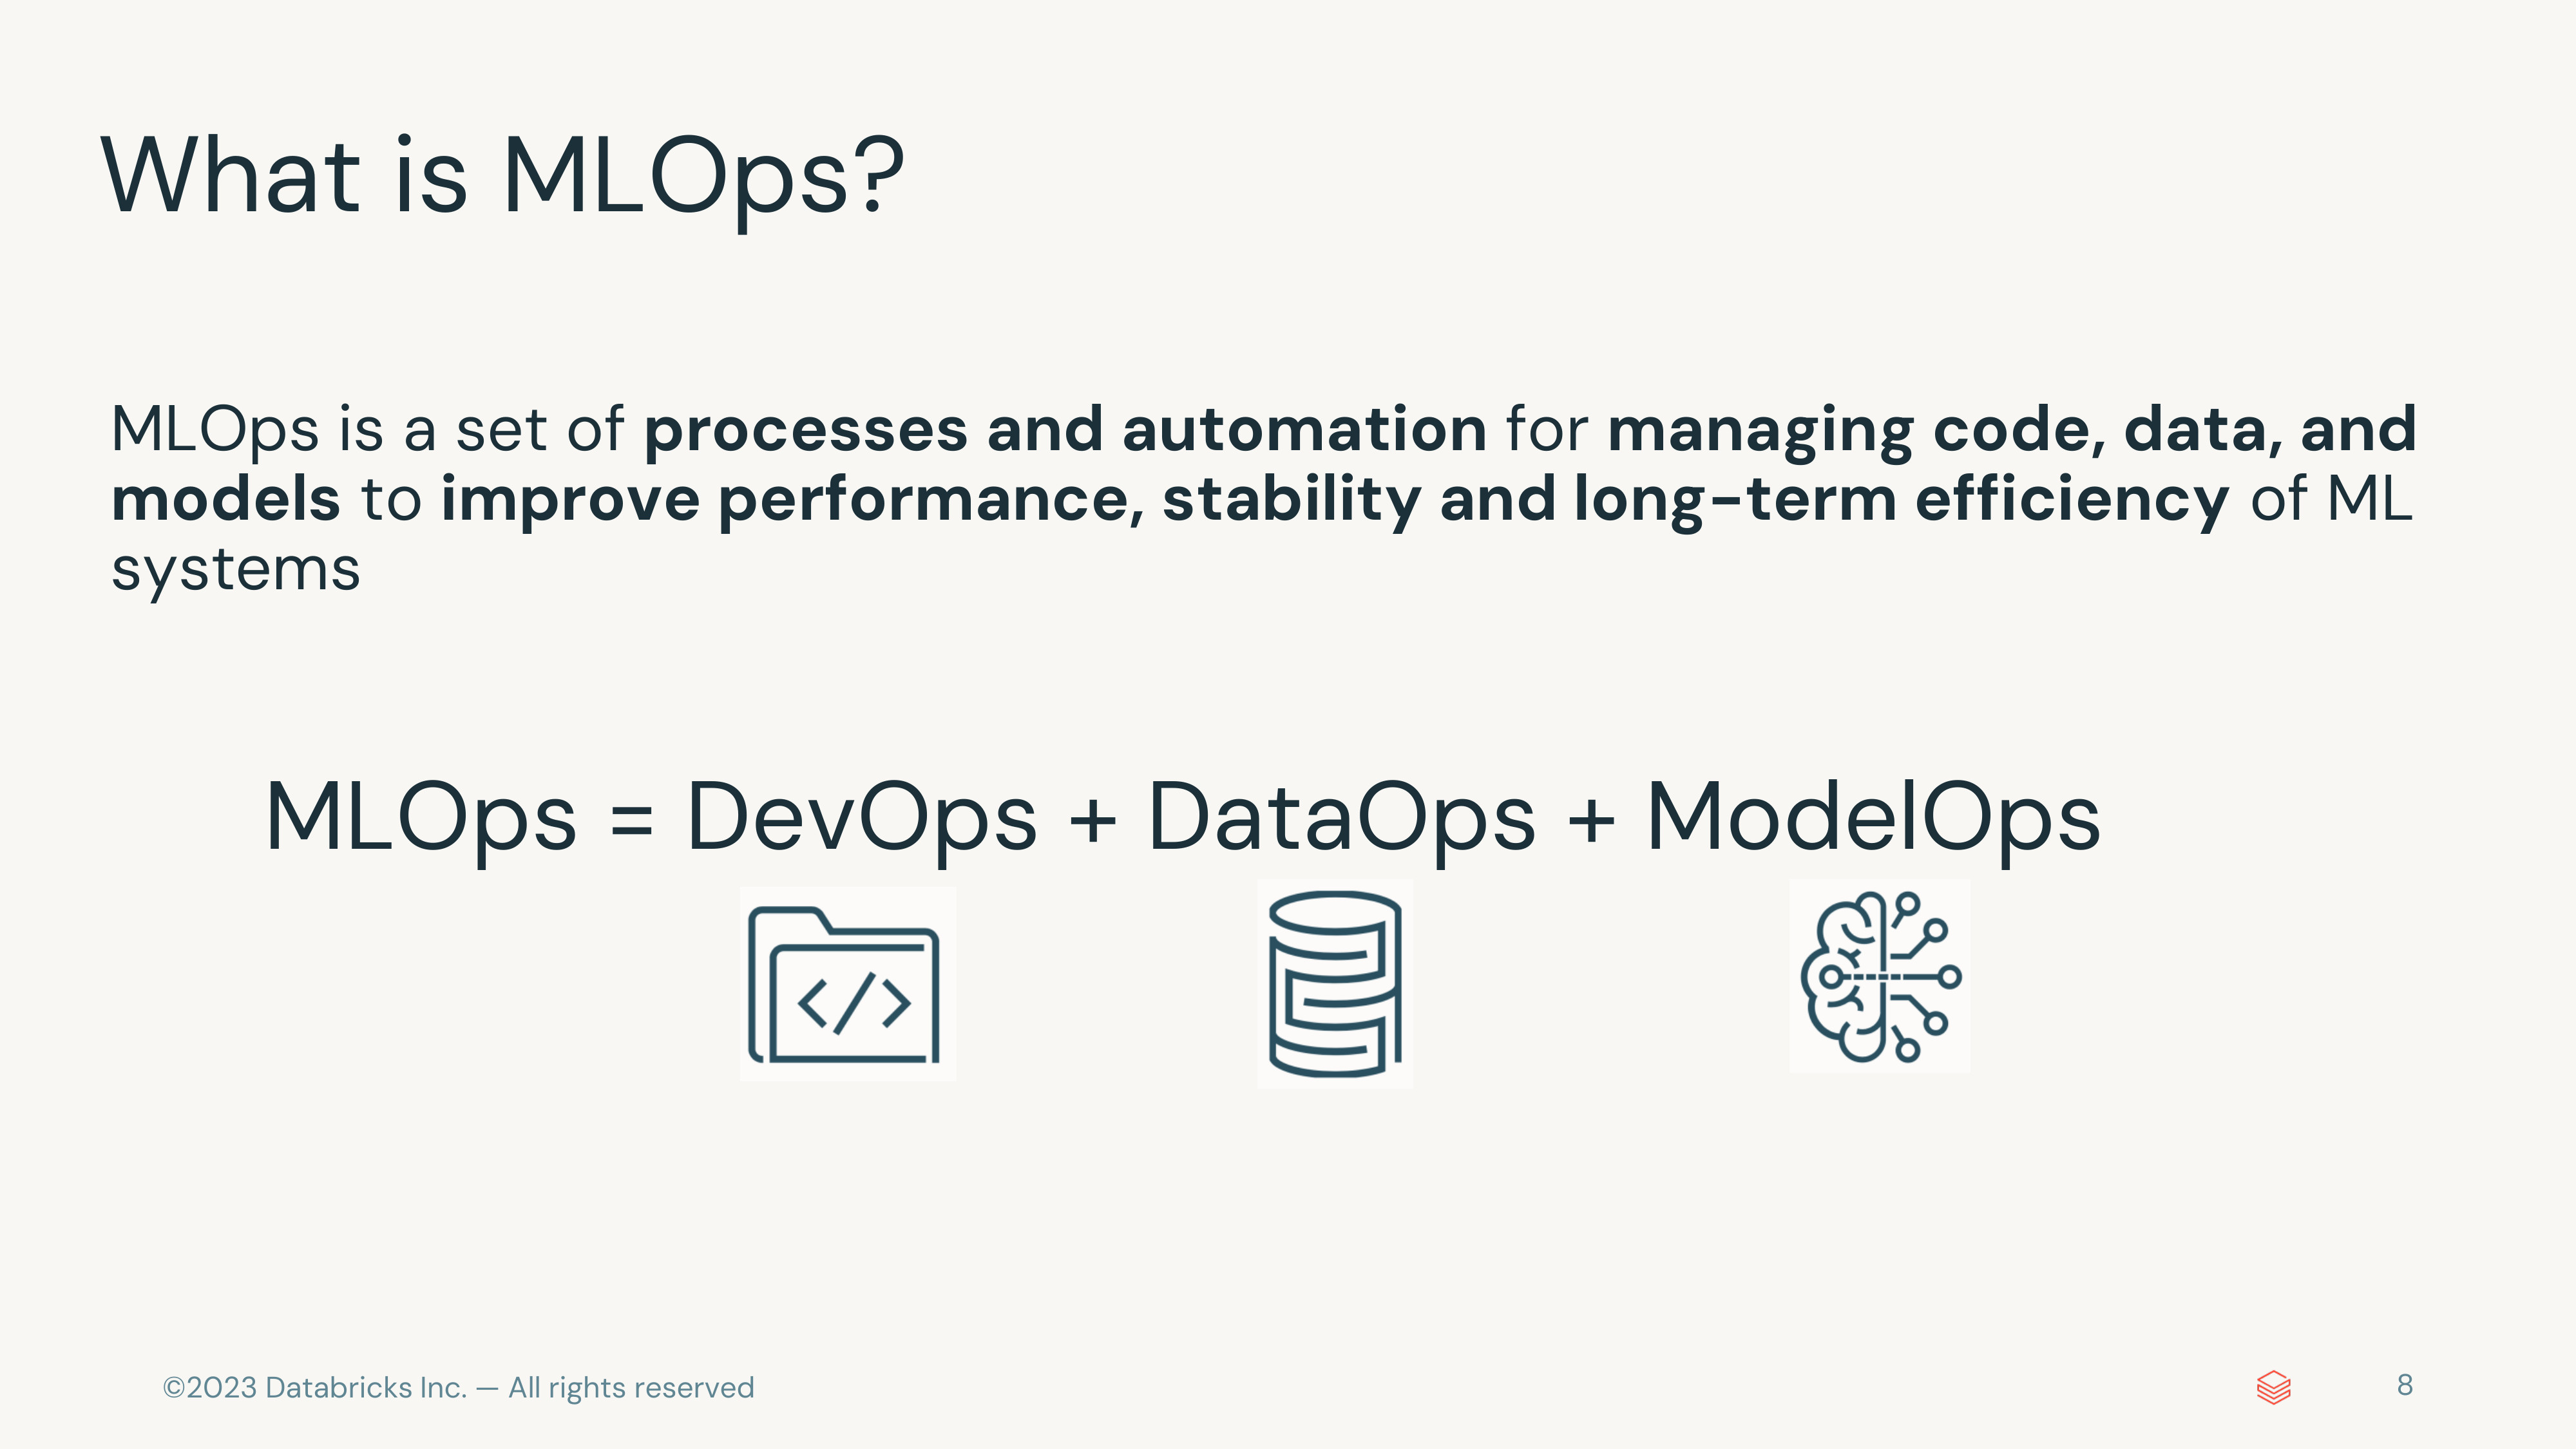 What is MLOps?
MLOps is a set of processes and automation for managing code, data, and
models to improve performance, stability and long-term efficiency of ML
systems
MLOps = DevOps + DataOps + ModelOps
</>
©2023 Databricks Inc. — All rights reserved
8